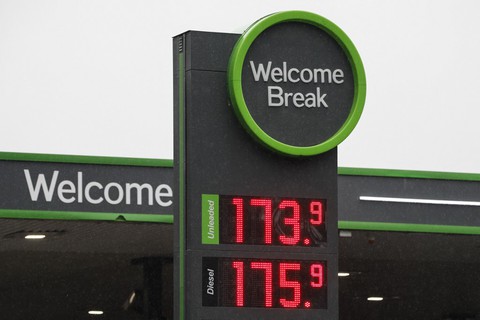 Welcome
Break
Welcome
Unleaded 173.9
Diesel 175.9